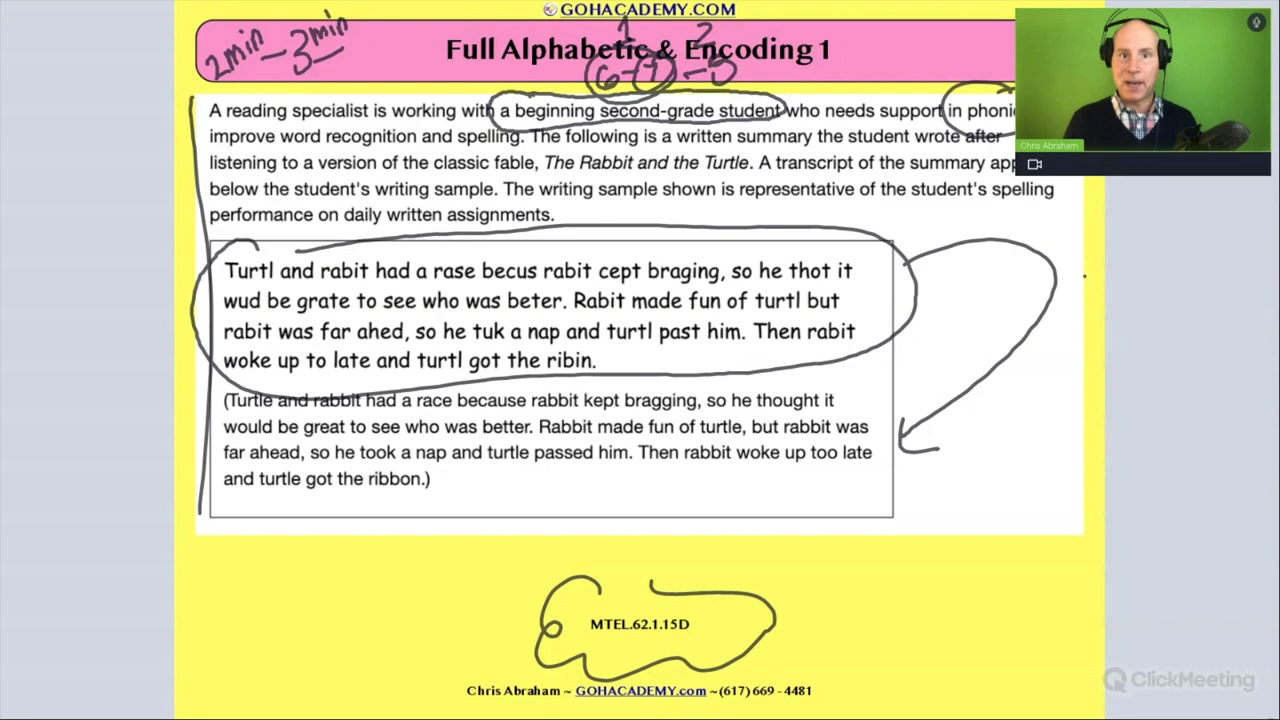 GOHACADEMY.COM
2min - 3min
1 2
Full Alphabetic & Encoding 1
6-7 -
A reading specialist is working with a beginning second-grade student who needs support in
improve word recognition and spelling. The following is a written summary the student wrote after
listening to a version of the classic fable, The Rabbit and the Turtle. A transcript of the summary
below the student's writing sample. The writing sample shown is representative of the student's spelling
performance on daily written assignments.
Turtl and rabit had a rase becus rabit cept braging, so he thot it
wud be grate to see who was beter. Rabit made fun of turtl but
rabit was far ahed, so he tuk a nap and turtl past him. Then rabit
woke up to late and turtl got the ribin.
(Turtle and rabbit had a race because rabbit kept bragging, so he thought it
would be great to see who was better. Rabbit made fun of turtle, but rabbit was
far ahead, so he took a nap and turtle passed him. Then rabbit woke up too late
and turtle got the ribbon.)
MTEL.62.1.15D
Chris Abraham ~ GOHACADEMY.com ~(617) 669 - 4481
Chris Abraham
ClickMeeting